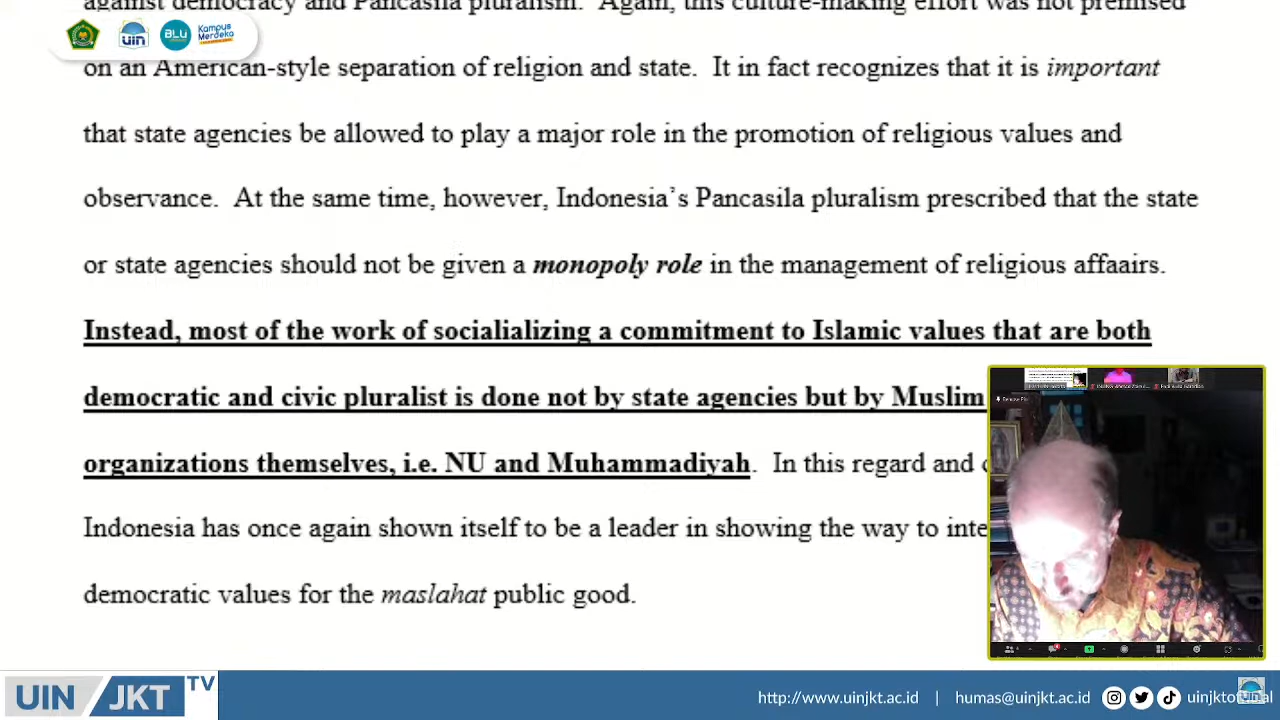 against democracy and Pancasila pluralism. Again, this culture-making effort was not premised
uin BLU Kampus Merdeka
on an American-style separation of religion and state. It in fact recognizes that it is important
that state agencies be allowed to play a major role in the promotion of religious values and
observance. At the same time, however, Indonesia's Pancasila pluralism prescribed that the state
or state agencies should not be given a monopoly role in the management of religious affaairs.
Instead, most of the work of socialializing a commitment to Islamic values that are both
democratic and civic pluralist is done not by state agencies but by Muslim
organizations themselves, i.e. NU and Muhammadiyah. In this regard and
Indonesia has once again shown itself to be a leader in showing the way to
democratic values for the maslahat public good.
UIN JKT TV
http://www.uinjkt.ac.id | humas@uinjkt.ac.id